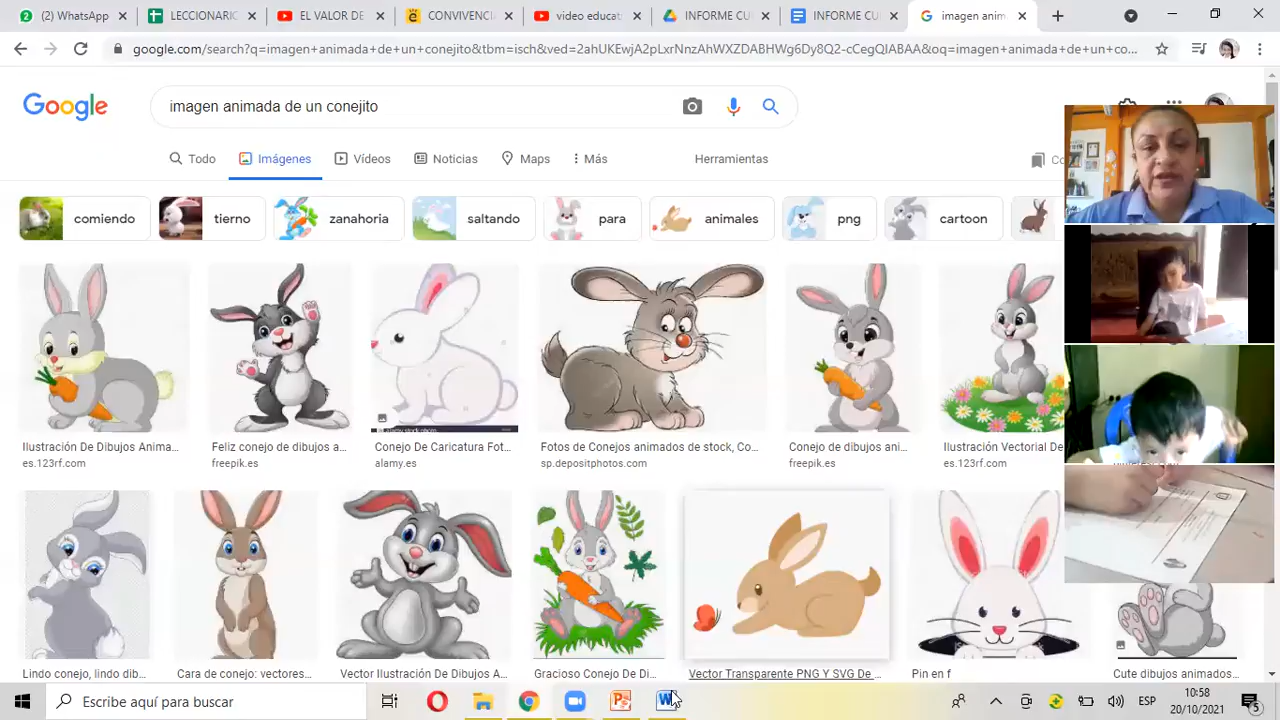 (2) WhatsApp
LECCIONARIO
EL VALOR DE
CONVIVENCI
video educat
INFORME CU
INFORME CU
imagen anim
google.com/search?q=imagen+animada+de+un+conejito&tbm=isch&ved=2ahUKEwjA2pLxrNnzAhWXZDABHWg6Dy8Q2-cCegQIABAA&oq=imagen+animada+de+un+co...
Google
imagen animada de un conejito
Todo
Imágenes
Vídeos
Noticias
Maps
Más
Herramientas
comiendo
tierno
zanahoria
saltando
para
animales
png
cartoon
Ilustración De Dibujos Anima...
es.123rf.com
Feliz conejo de dibujos a...
freepik.es
Conejo De Caricatura Fot...
alamy.es
Fotos de Conejos animados de stock, Co...
sp.depositphotos.com
Conejo de dibujos ani...
freepik.es
Ilustración Vectorial De
es.123rf.com
Lindo conejo, lindo dib...
Cara de conejo: vectores...
Vector Ilustración De Dibujos A...
Gracioso Conejo De Di...
Vector Transparente PNG Y SVG De ...
Pin en f
Cute dibujos animados...
Escribe aquí para buscar
ESP
10:58
20/10/2021
5